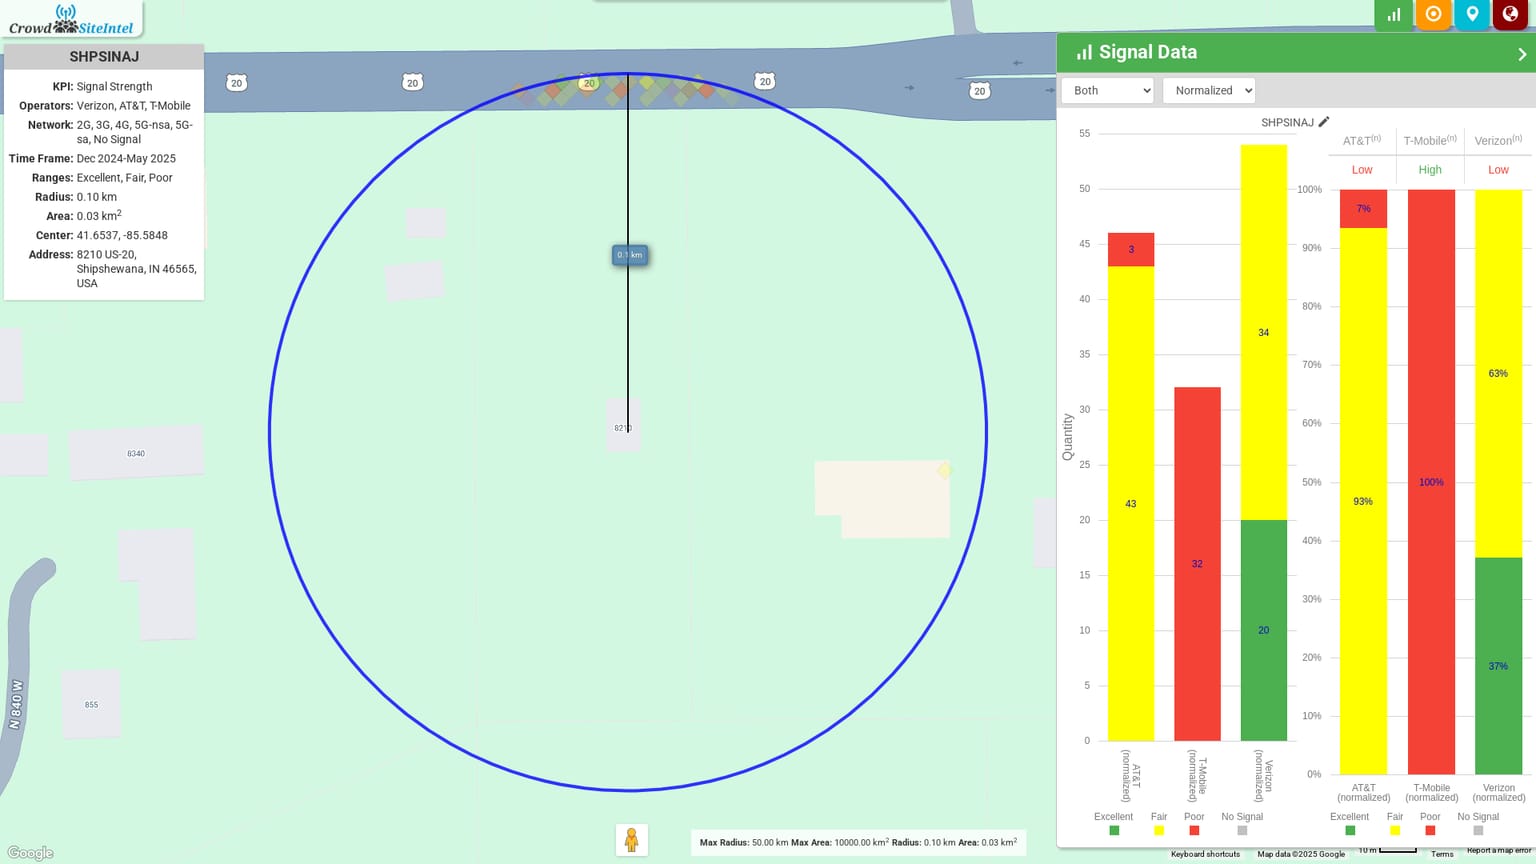 Crowd SiteIntel
SHPSINAJ
KPI: Signal Strength
Operators: Verizon, AT&T, T-Mobile
Network: 2G, 3G, 4G, 5G-nsa, 5G-
sa, No Signal
Time Frame: Dec 2024-May 2025
Ranges: Excellent, Fair, Poor
Radius: 0.10 km
Area: 0.03 km²
Center: 41.6537, -85.5848
Address: 8210 US-20,
Shipshewana, IN 46565,
USA
20
20
20
20
20
0.1 km
8210
8340
855
N 840 W
Google
Max Radius: 50.00 km Max Area: 10000.00 km² Radius: 0.10 km Area: 0.03 km²
Signal Data
Both
Normalized
SHPSINAJ
55
50
45
40
35
30
25
20
15
10
5
0
Quantity
3
43
32
34
20
AT&T
(normalized)
T-Mobile
(normalized)
Verizon
(normalized)
Excellent Fair Poor No Signal
AT&T(n) T-Mobile(n) Verizon(n)
Low High Low
100%
90%
80%
70%
60%
50%
40%
30%
20%
10%
0%
7%
93%
100%
63%
37%
AT&T
(normalized)
T-Mobile
(normalized)
Verizon
(normalized)
Excellent Fair Poor No Signal
Keyboard shortcuts Map data ©2025 Google 10 m Terms Report a map error